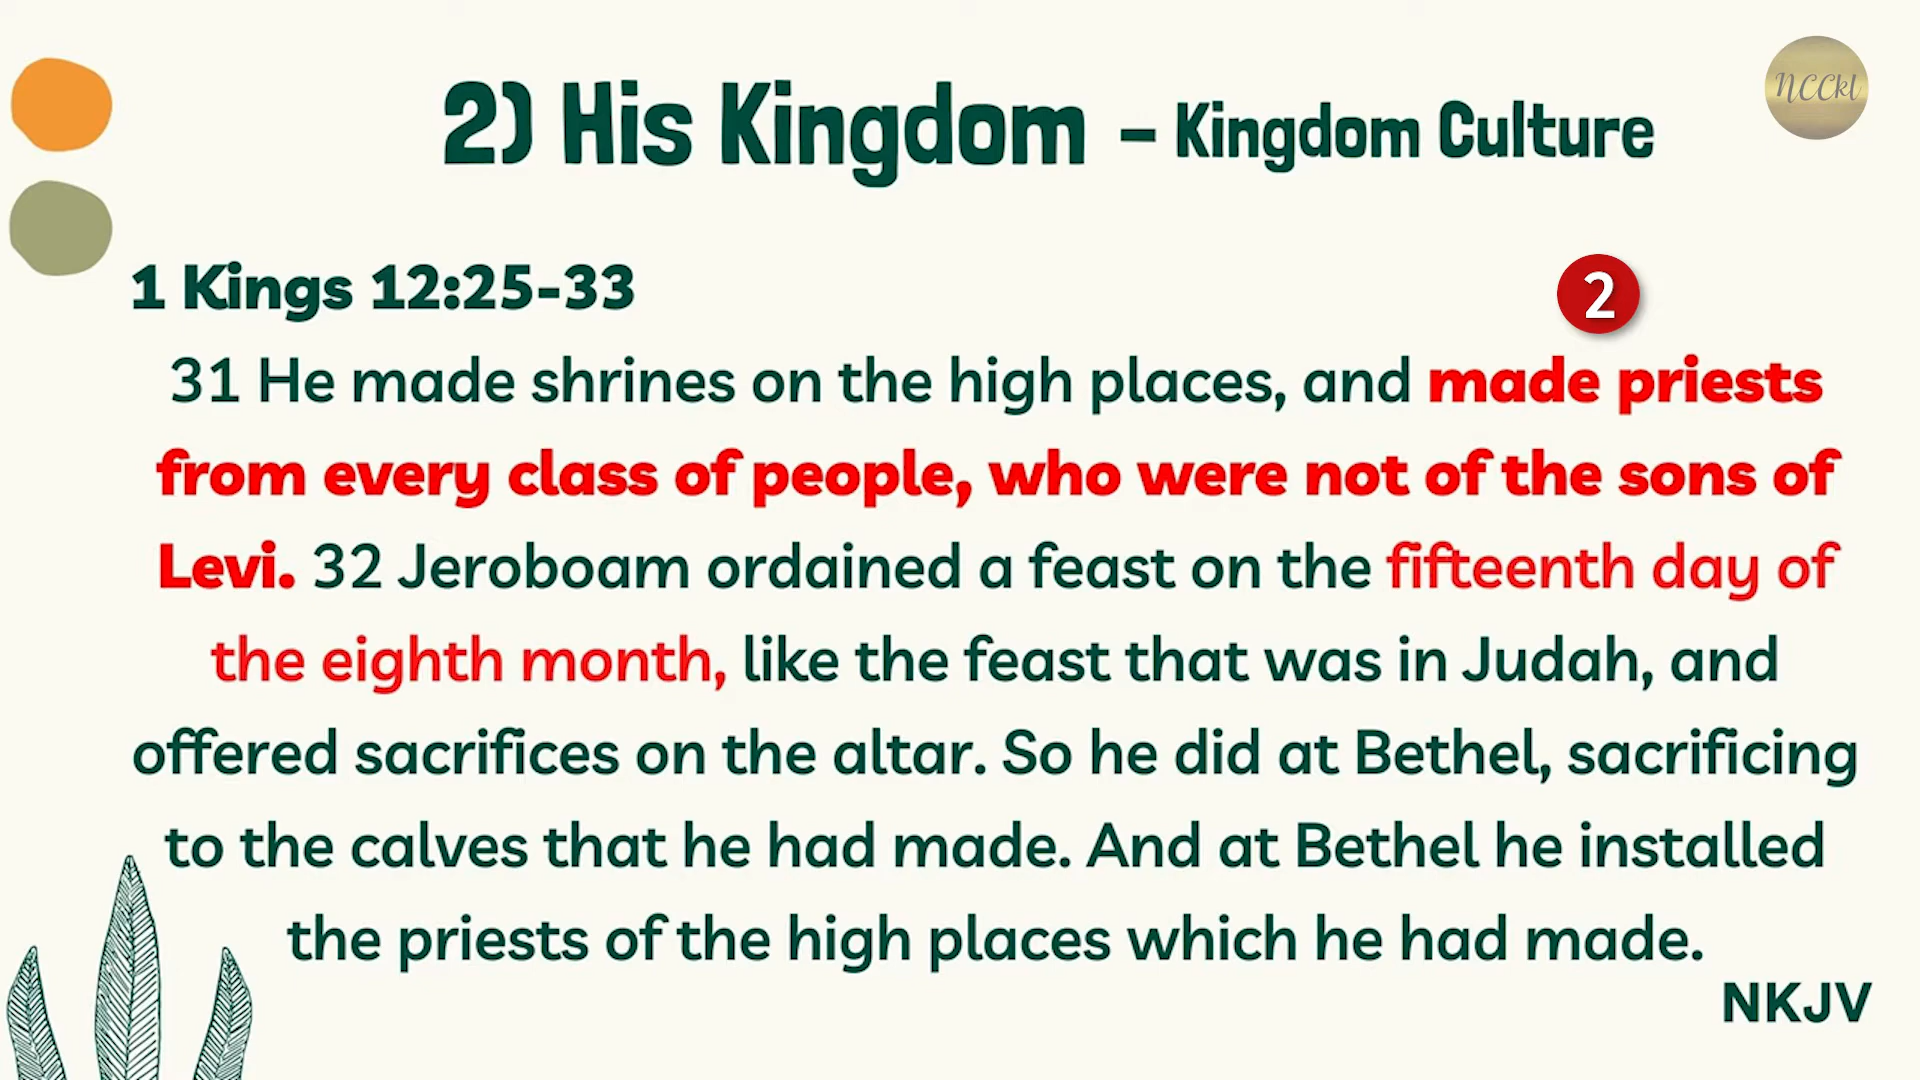 NCCkl
2) His Kingdom – Kingdom Culture
1 Kings 12:25-33
2
31 He made shrines on the high places, and made priests
from every class of people, who were not of the sons of
Levi. 32 Jeroboam ordained a feast on the fifteenth day of
the eighth month, like the feast that was in Judah, and
offered sacrifices on the altar. So he did at Bethel, sacrificing
to the calves that he had made. And at Bethel he installed
the priests of the high places which he had made.
NKJV